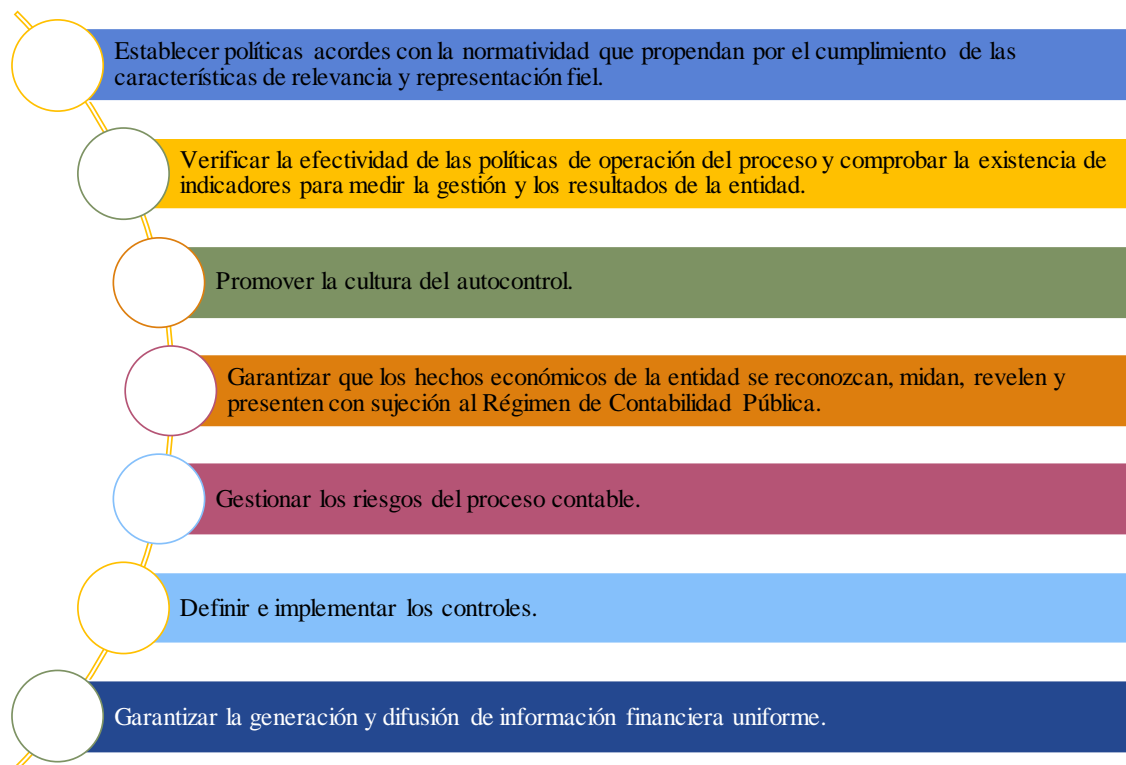 Establecer políticas acordes con la normatividad que propendan por el cumplimiento de las
características de relevancia y representación fiel.
Verificar la efectividad de las políticas de operación del proceso y comprobar la existencia de
indicadores para medir la gestión y los resultados de la entidad.
Promover la cultura del autocontrol.
Garantizar que los hechos económicos de la entidad se reconozcan, midan, revelen y
presenten con sujeción al Régimen de Contabilidad Pública.
Gestionar los riesgos del proceso contable.
Definir e implementar los controles.
Garantizar la generación y difusión de información financiera uniforme.